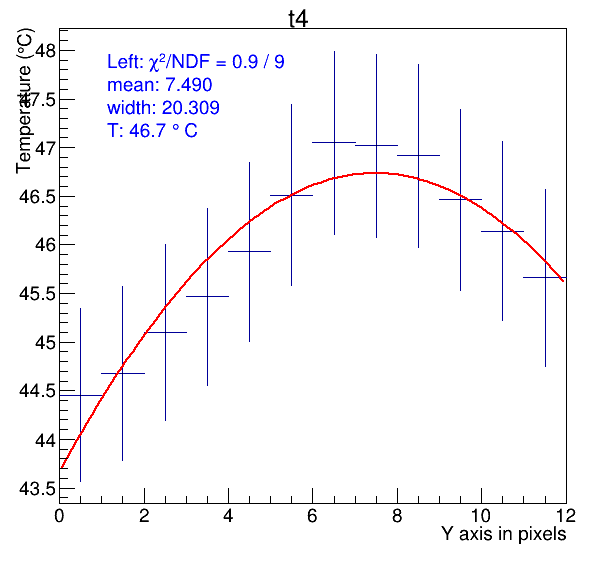 t4
Temperature (°C)
Left: χ²/NDF = 0.9 / 9
mean: 7.490
width: 20.309
T: 46.7 ° C
48
47.5
47
46.5
46
45.5
45
44.5
44
43.5
0 2 4 6 8 10 12
Y axis in pixels